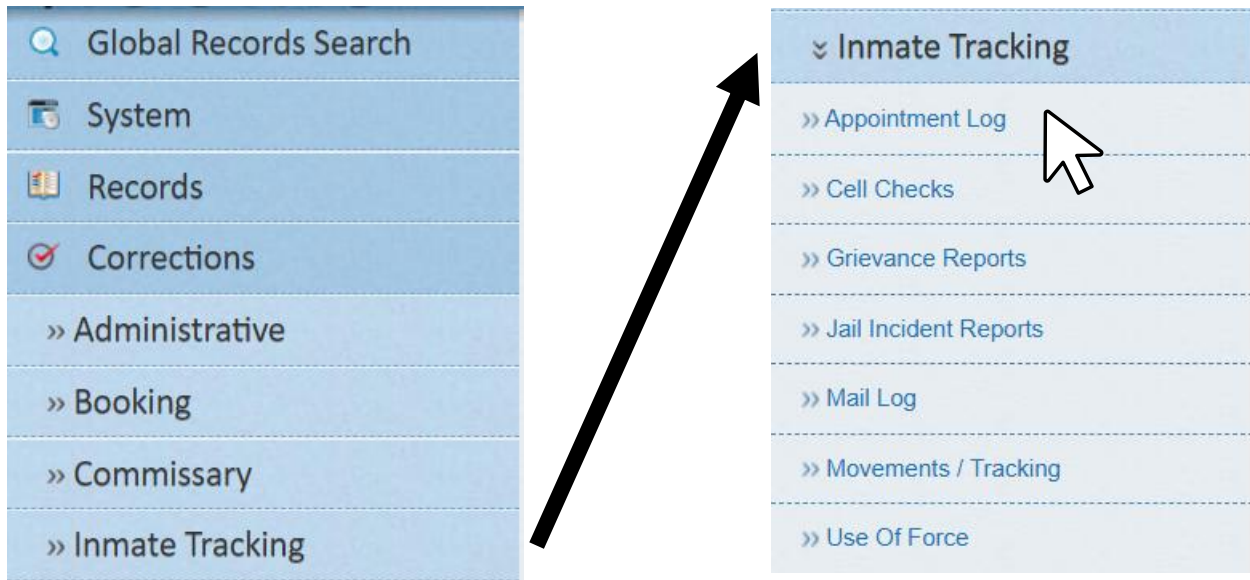 Global Records Search
System
Records
Corrections
» Administrative
» Booking
» Commissary
» Inmate Tracking
Inmate Tracking
» Appointment Log
» Cell Checks
» Grievance Reports
» Jail Incident Reports
» Mail Log
» Movements / Tracking
» Use Of Force